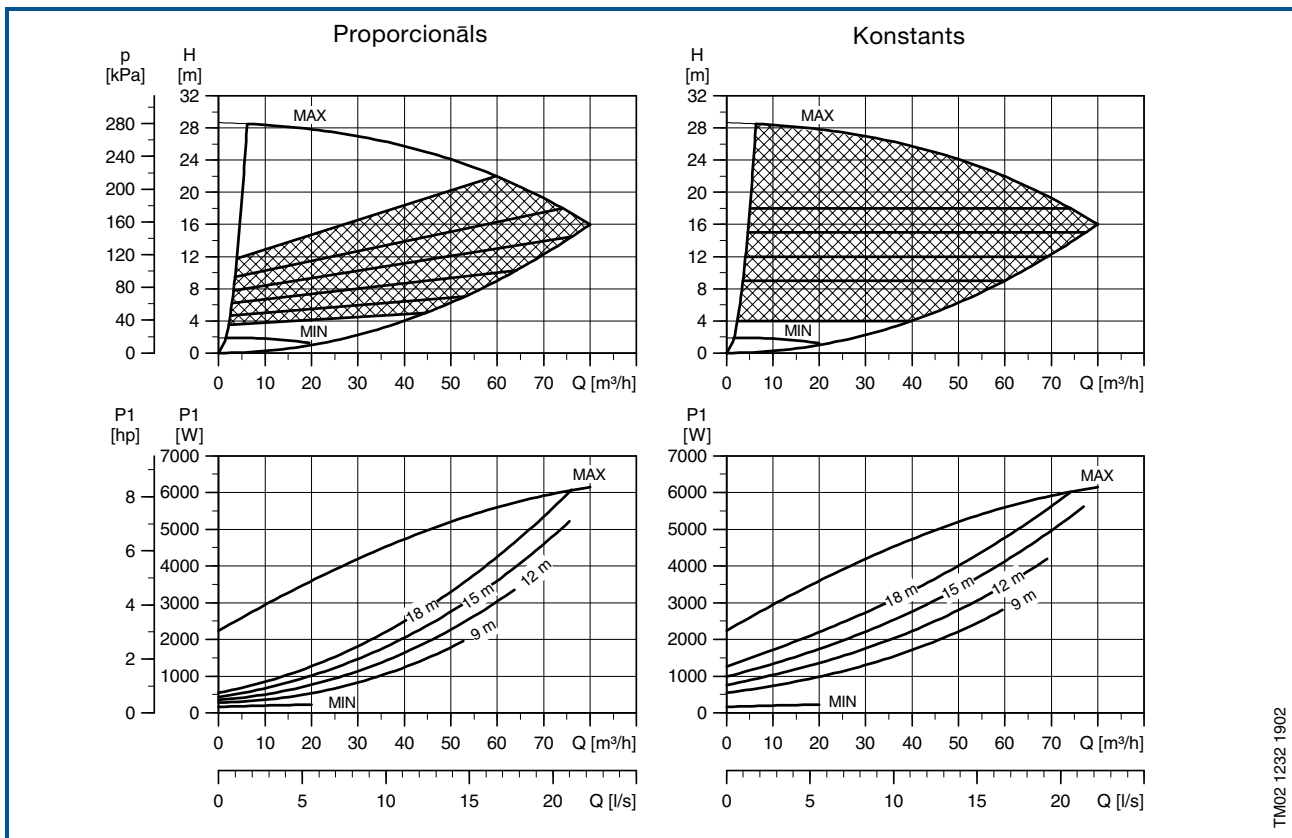 Proporcionāls
Konstants
p
[kPa]
H
[m]
H
[m]
32
28
24
20
16
12
8
4
0
280
240
200
160
120
80
40
0
MAX
MIN
0 10 20 30 40 50 60 70 Q [m³/h]
32
28
24
20
16
12
8
4
0
MAX
MIN
0 10 20 30 40 50 60 70 Q [m³/h]
P1
[hp]
P1
[W]
P1
[W]
8
6
4
2
0
7000
6000
5000
4000
3000
2000
1000
0
MAX
18 m
15 m
12 m
9 m
MIN
0 10 20 30 40 50 60 70 Q [m³/h]
0 5 10 15 20 Q [l/s]
7000
6000
5000
4000
3000
2000
1000
0
MAX
18 m
15 m
12 m
9 m
MIN
0 10 20 30 40 50 60 70 Q [m³/h]
0 5 10 15 20 Q [l/s]
TM02 1232 1902